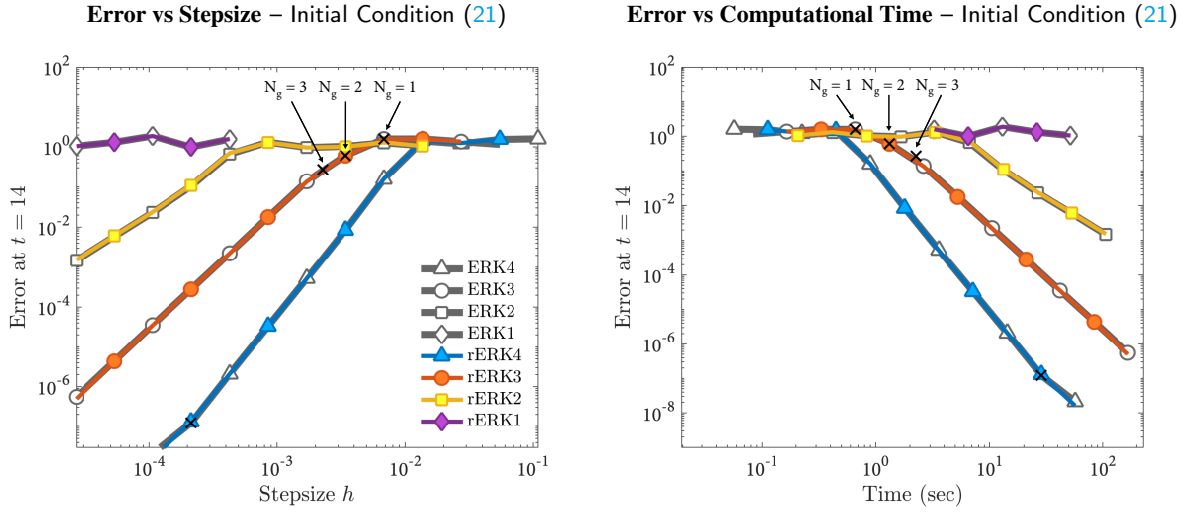 Error vs Stepsize – Initial Condition (21)
10^2
10^0
10^-2
10^-4
10^-6
Error at t = 14
N_g = 3
N_g = 2
N_g = 1
ERK4
ERK3
ERK2
ERK1
rERK4
rERK3
rERK2
rERK1
10^-4
10^-3
10^-2
10^-1
Stepsize h
Error vs Computational Time – Initial Condition (21)
10^2
10^0
10^-2
10^-4
10^-6
10^-8
Error at t = 14
N_g = 1
N_g = 2
N_g = 3
10^-1
10^0
10^1
10^2
Time (sec)